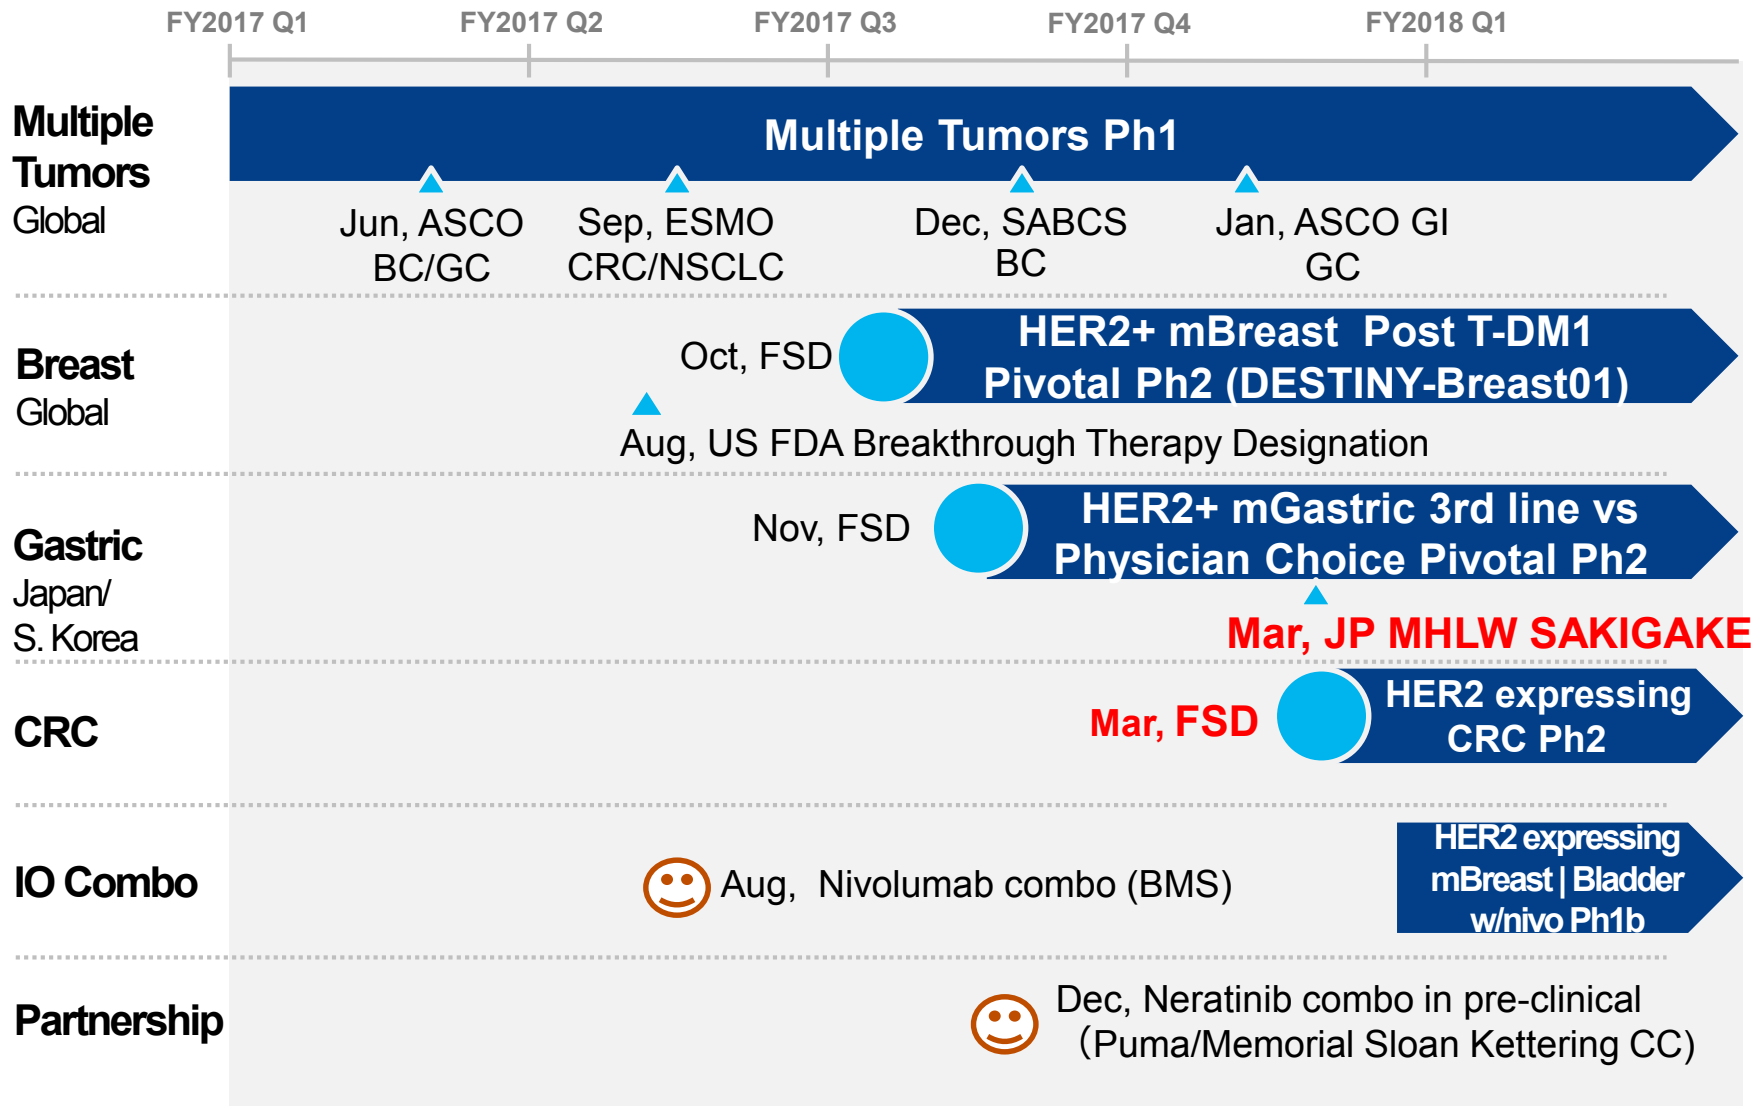 FY2017 Q1 FY2017 Q2 FY2017 Q3 FY2017 Q4 FY2018 Q1
Multiple
Tumors
Global
Multiple Tumors Ph1
Jun, ASCO
BC/GC
Sep, ESMO
CRC/NSCLC
Dec, SABCS
BC
Jan, ASCO GI
GC
Breast
Global
Oct, FSD
HER2+ mBreast Post T-DM1
Pivotal Ph2 (DESTINY-Breast01)
Aug, US FDA Breakthrough Therapy Designation
Gastric
Japan/
S. Korea
Nov, FSD
HER2+ mGastric 3rd line vs
Physician Choice Pivotal Ph2
Mar, JP MHLW SAKIGAKE
CRC
Mar, FSD
HER2 expressing
CRC Ph2
IO Combo
Aug, Nivolumab combo (BMS)
HER2 expressing
mBreast | Bladder
w/nivo Ph1b
Partnership
Dec, Neratinib combo in pre-clinical
（Puma/Memorial Sloan Kettering CC)